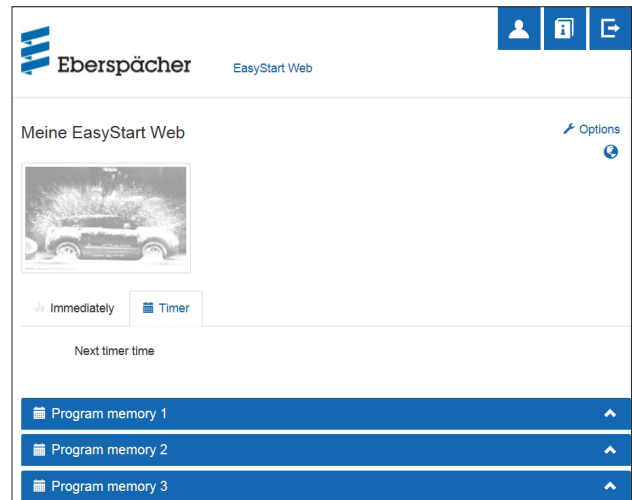 Eberspächer
EasyStart Web
Meine EasyStart Web
Options
Immediately
Timer
Next timer time
Program memory 1
Program memory 2
Program memory 3